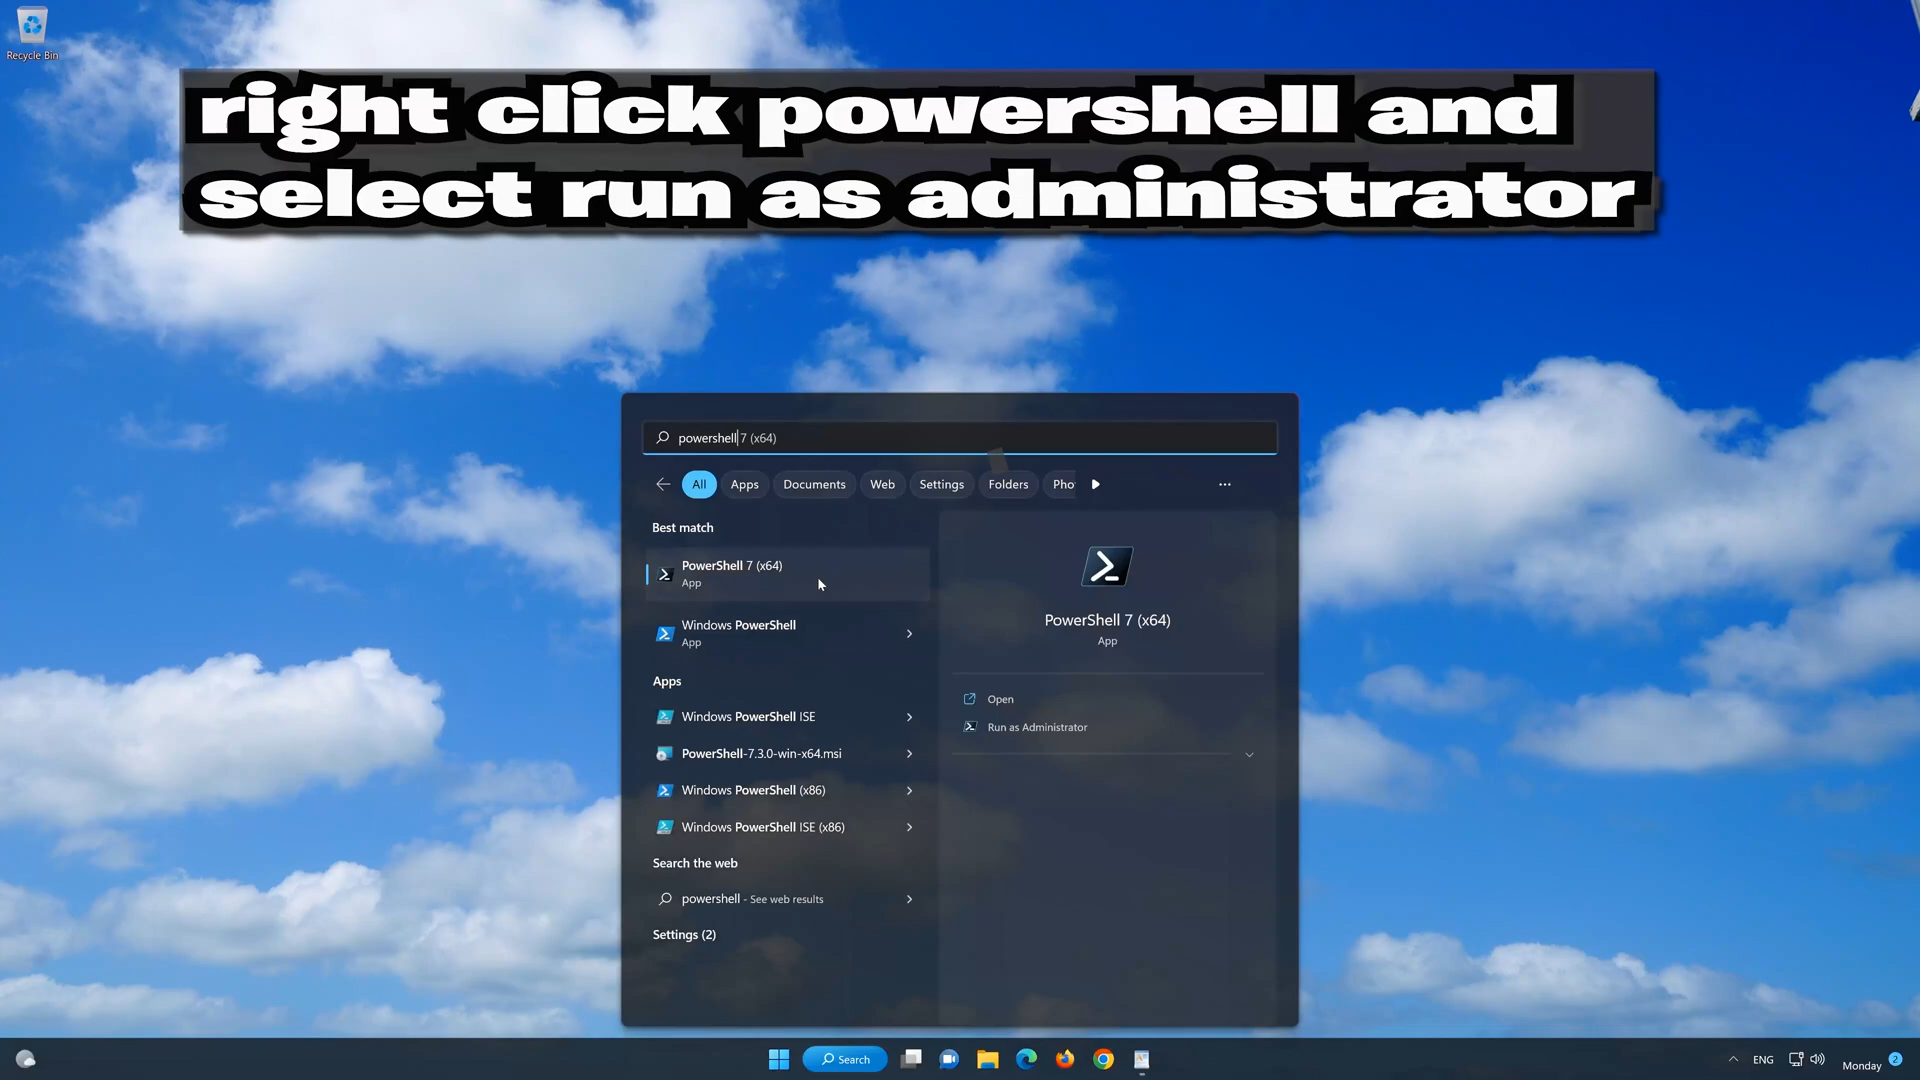 Recycle Bin
right click powershell and
select run as administrator
powershell 7 (x64)
All Apps Documents Web Settings Folders Pho
Best match
PowerShell 7 (x64)
App
Windows PowerShell
App
Apps
Windows PowerShell ISE
PowerShell-7.3.0-win-x64.msi
Windows PowerShell (x86)
Windows PowerShell ISE (x86)
Search the web
powershell - See web results
Settings (2)
PowerShell 7 (x64)
App
Open
Run as Administrator
Search
ENG
Monday 2